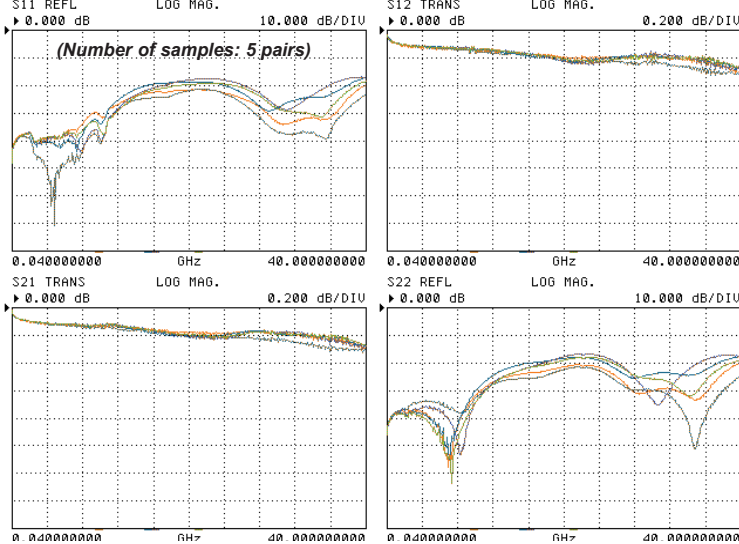 S11 REFL LOG MAG.
▶ 0.000 dB 10.000 dB/DIV
(Number of samples: 5 pairs)
0.040000000 GHz 40.000000000
S12 TRANS LOG MAG.
▶ 0.000 dB 0.200 dB/DIV
0.040000000 GHz 40.000000000
S21 TRANS LOG MAG.
▶ 0.000 dB 0.200 dB/DIV
0.040000000 GHz 40.000000000
S22 REFL LOG MAG.
▶ 0.000 dB 10.000 dB/DIV
0.040000000 GHz 40.000000000